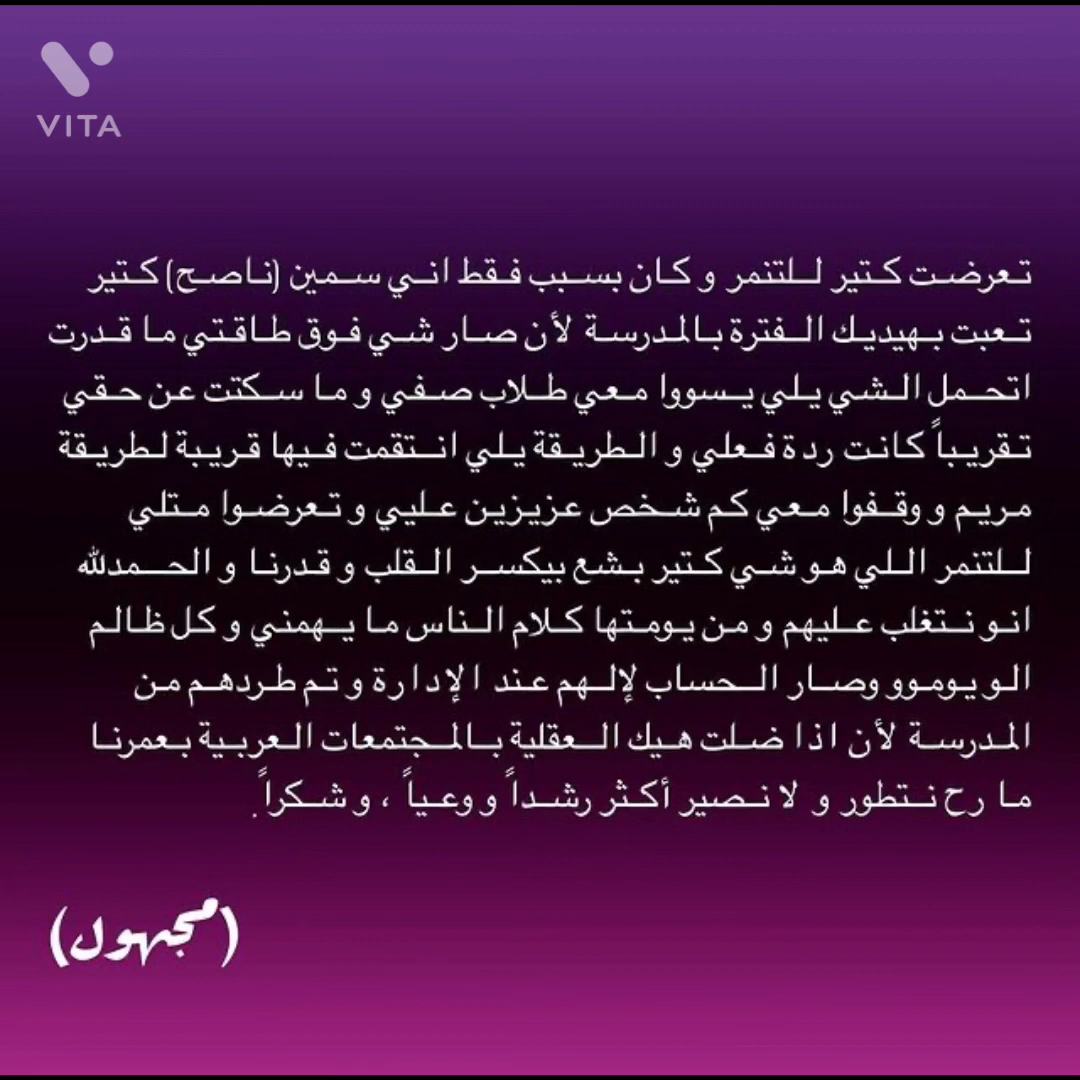 VITA
تعرضت كتير للتنمر و كان بسبب فقط اني سمين (ناصح) كتير
تعبت بهيديك الفترة بالمدرسة لأن صار شي فوق طاقتي ما قدرت
اتحمل الشي يلي يسووا معي طلاب صفي و ما سكتت عن حقي
تقريباً كانت ردة فعلي و الطريقة يلي انتقمت فيها قريبة لطريقة
مريم و وقفوا معي كم شخص عزيزين عليي و تعرضوا متلي
للتنمر اللي هو شي كتير بشع بيكسر القلب و قدرنا و الحمدلله
انو نتغلب عليهم و من يومتها كلام الناس ما يهمني و كل ظالم
الو يوموو وصار الحساب لإلهم عند الإدارة و تم طردهم من
المدرسة لأن اذا ضلت هيك العقلية بالمجتمعات العربية بعمرنا
ما رح نتطور و لا نصير أكثر رشداً و وعياً ، و شكراً .
(مجهول)